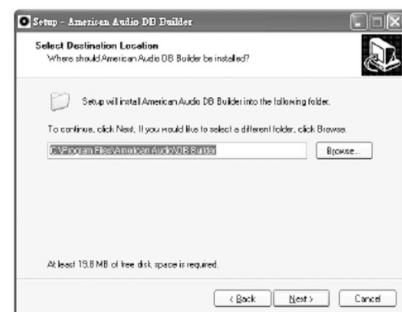 Setup - American Audio DB Builder
Select Destination Location
Where should American Audio DB Builder be installed?
Setup will install American Audio DB Builder into the following folder.
To continue, click Next. If you would like to select a different folder, click Browse.
C:\Program Files\American Audio\DB Builder
Browse...
At least 19.8 MB of free disk space is required.
< Back
Next >
Cancel